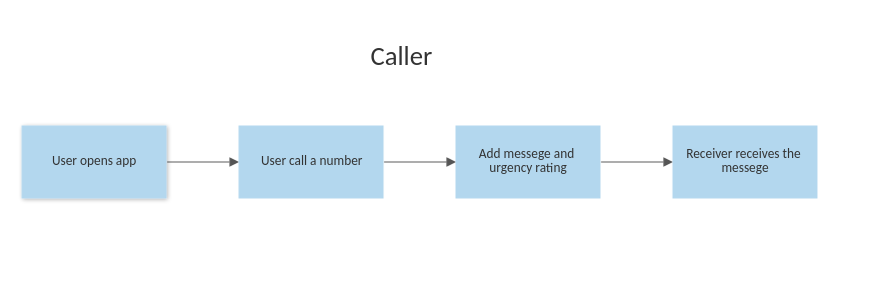 Caller
User opens app
User call a number
Add messege and
urgency rating
Receiver receives the
messege